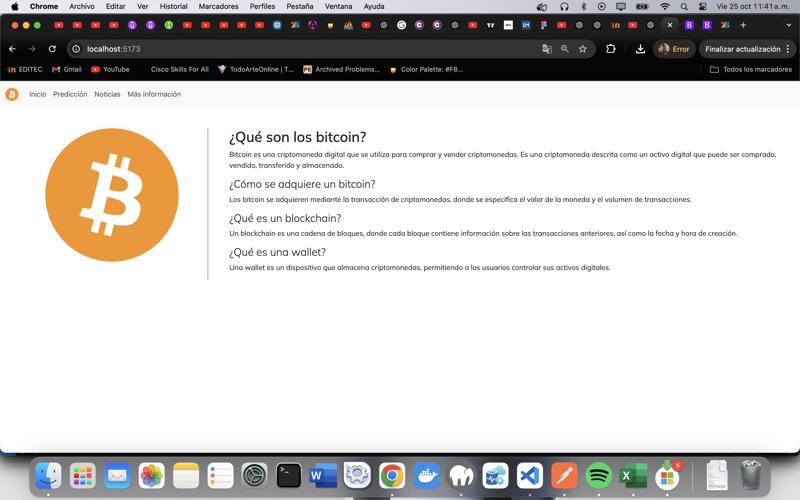 Chrome Archivo Editar Ver Historial Marcadores Perfiles Pestaña Ventana Ayuda Vie 25 oct 11:41 a.m.
localhost:5173 Error Finalizar actualización
EDITEC Gmail YouTube Cisco Skills For All TodoArteOnline | T... Archived Problems... Color Palette: #F8... Todos los marcadores
Inicio Predicción Noticias Más información
¿Qué son los bitcoin?
Bitcoin es una criptomoneda digital que se utiliza para comprar y vender criptomonedas. Es una criptomoneda descrita como un activo digital que puede ser comprado,
vendido, transferido y almacenado.
¿Cómo se adquiere un bitcoin?
Los bitcoin se adquieren mediante la transacción de criptomonedas, donde se especifica el valor de la moneda y el volumen de transacciones.
¿Qué es un blockchain?
Un blockchain es una cadena de bloques, donde cada bloque contiene información sobre las transacciones anteriores, así como la fecha y hora de creación.
¿Qué es una wallet?
Una wallet es un dispositivo que almacena criptomonedas, permitiendo a los usuarios controlar sus activos digitales.
5
PYTHON